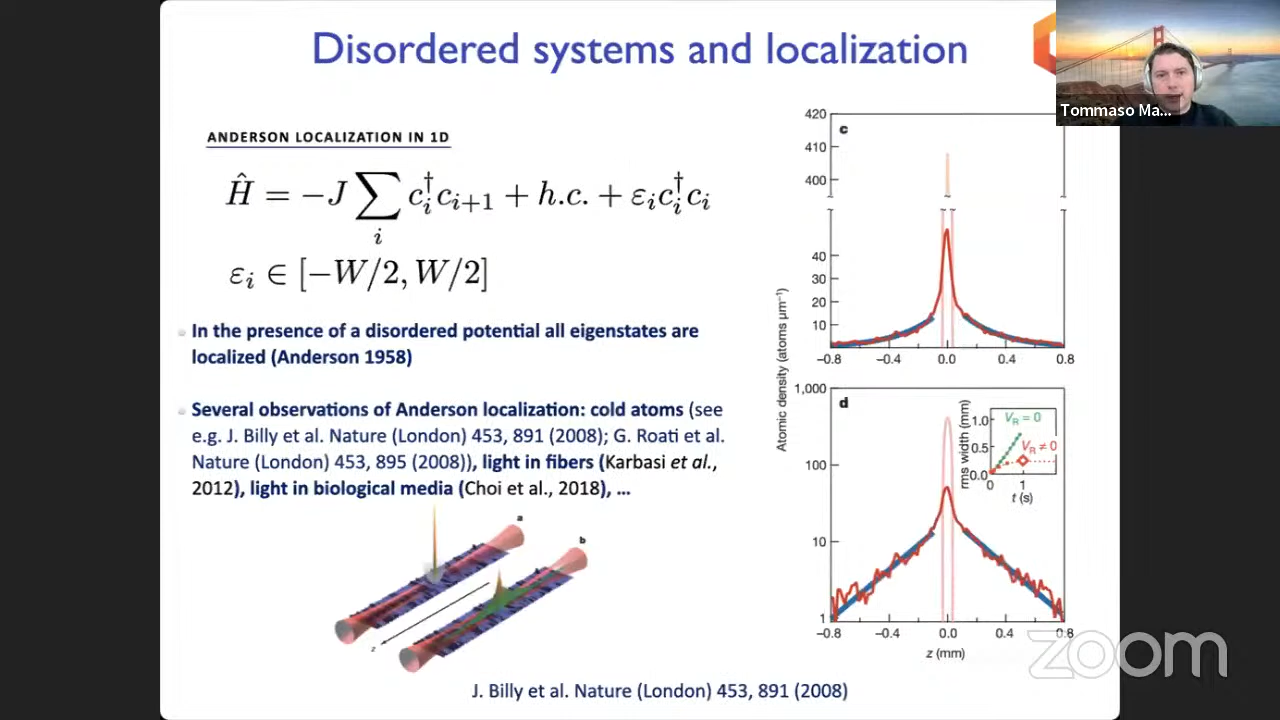 Disordered systems and localization
Tommaso Ma...
ANDERSON LOCALIZATION IN 1D
Ĥ = −J ∑ᵢ cᵢ†cᵢ₊₁ + h.c. + εᵢcᵢ†cᵢ
εᵢ ∈ [−W/2, W/2]
In the presence of a disordered potential all eigenstates are
localized (Anderson 1958)
Several observations of Anderson localization: cold atoms (see
e.g. J. Billy et al. Nature (London) 453, 891 (2008); G. Roati et al.
Nature (London) 453, 895 (2008)), light in fibers (Karbasi et al.,
2012), light in biological media (Choi et al., 2018), ...
a
b
z
Atomic density (atoms μm⁻¹)
c
420
410
400
40
30
20
10
−0.8 −0.4 0.0 0.4 0.8
d
1,000
100
10
1
−0.8 −0.4 0.0 0.4 0.8
z (mm)
rms width (mm)
1.0
0.5
0.0
V_R = 0
V_R ≠ 0
0 1
t (s)
J. Billy et al. Nature (London) 453, 891 (2008)
zoom